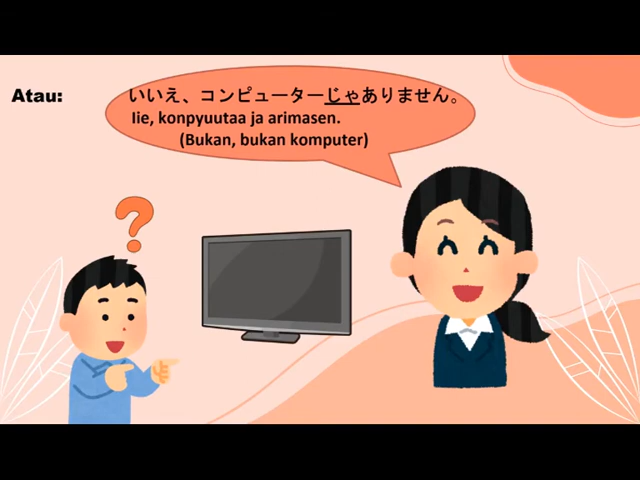 Atau:
いいえ、コンピューターじゃありません。
Iie, konpyuutaa ja arimasen.
(Bukan, bukan komputer)
?